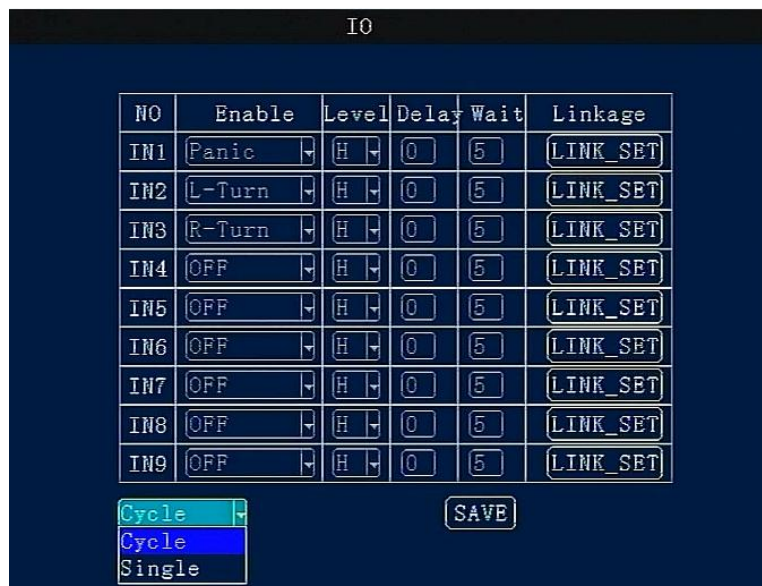 IO
NO Enable Level Delay Wait Linkage
IN1 Panic H 0 5 LINK_SET
IN2 L-Turn H 0 5 LINK_SET
IN3 R-Turn H 0 5 LINK_SET
IN4 OFF H 0 5 LINK_SET
IN5 OFF H 0 5 LINK_SET
IN6 OFF H 0 5 LINK_SET
IN7 OFF H 0 5 LINK_SET
IN8 OFF H 0 5 LINK_SET
IN9 OFF H 0 5 LINK_SET
Cycle SAVE
Cycle
Single